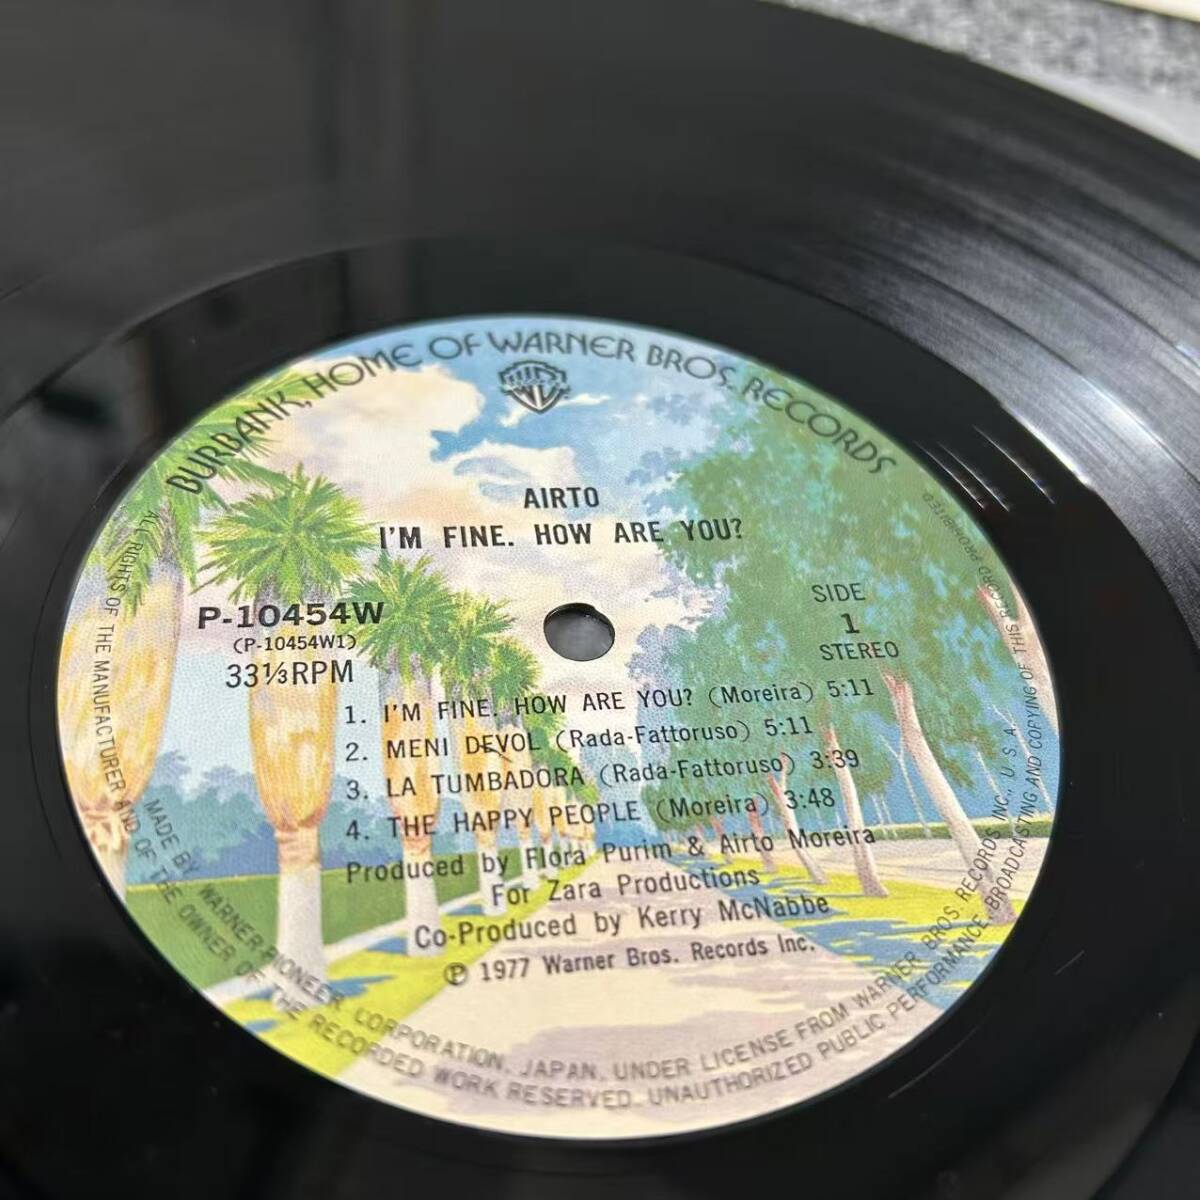 BURBANK, HOME OF WARNER BROS. RECORDS
AIRTO
I'M FINE. HOW ARE YOU?
P-10454W
(P-10454W1)
33⅓RPM
SIDE
1
STEREO
1. I'M FINE. HOW ARE YOU? (Moreira) 5:11
2. MENI DEVOL (Rada-Fattoruso) 5:11
3. LA TUMBADORA (Rada-Fattoruso) 3:39
4. THE HAPPY PEOPLE (Moreira) 3:48
Produced by Flora Purim & Airto Moreira
For Zara Productions
Co-Produced by Kerry McNabbe
Ⓟ 1977 Warner Bros. Records Inc.
MADE BY WARNER-PIONEER CORPORATION, JAPAN, UNDER LICENSE FROM WARNER BROS. RECORDS INC., U.S.A.
ALL RIGHTS OF THE MANUFACTURER AND OF THE OWNER OF THE RECORDED WORK RESERVED. UNAUTHORIZED PUBLIC PERFORMANCE, BROADCASTING AND COPYING OF THIS RECORD PROHIBITED